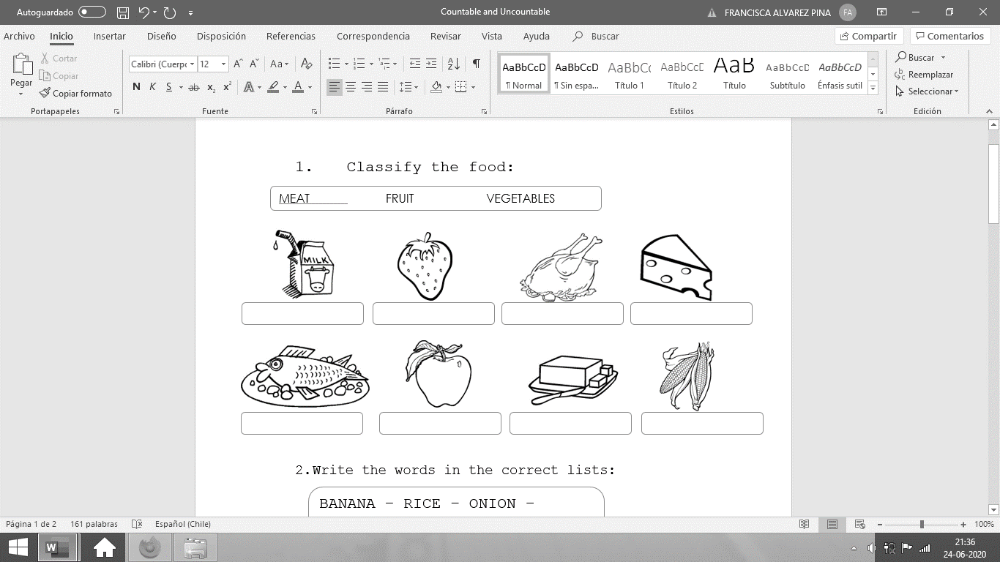 Autoguardado
Countable and Uncountable
FRANCISCA ALVAREZ PINA FA
Archivo Inicio Insertar Diseño Disposición Referencias Correspondencia Revisar Vista Ayuda Buscar Compartir Comentarios
Pegar
Cortar
Copiar
Copiar formato
Portapapeles
Calibri (Cuerpo 12
Fuente
Párrafo
AaBbCcD AaBbCcD AaBbCc AaBbCcD AaB AaBbCcD AaBbCcD
¶ Normal ¶ Sin espa... Título 1 Título 2 Título Subtítulo Énfasis sutil
Estilos
Buscar
Reemplazar
Seleccionar
Edición
1. Classify the food:
MEAT FRUIT VEGETABLES
MILK
2.Write the words in the correct lists:
BANANA – RICE – ONION –
Página 1 de 2 161 palabras Español (Chile) 100%
21:36
24-06-2020